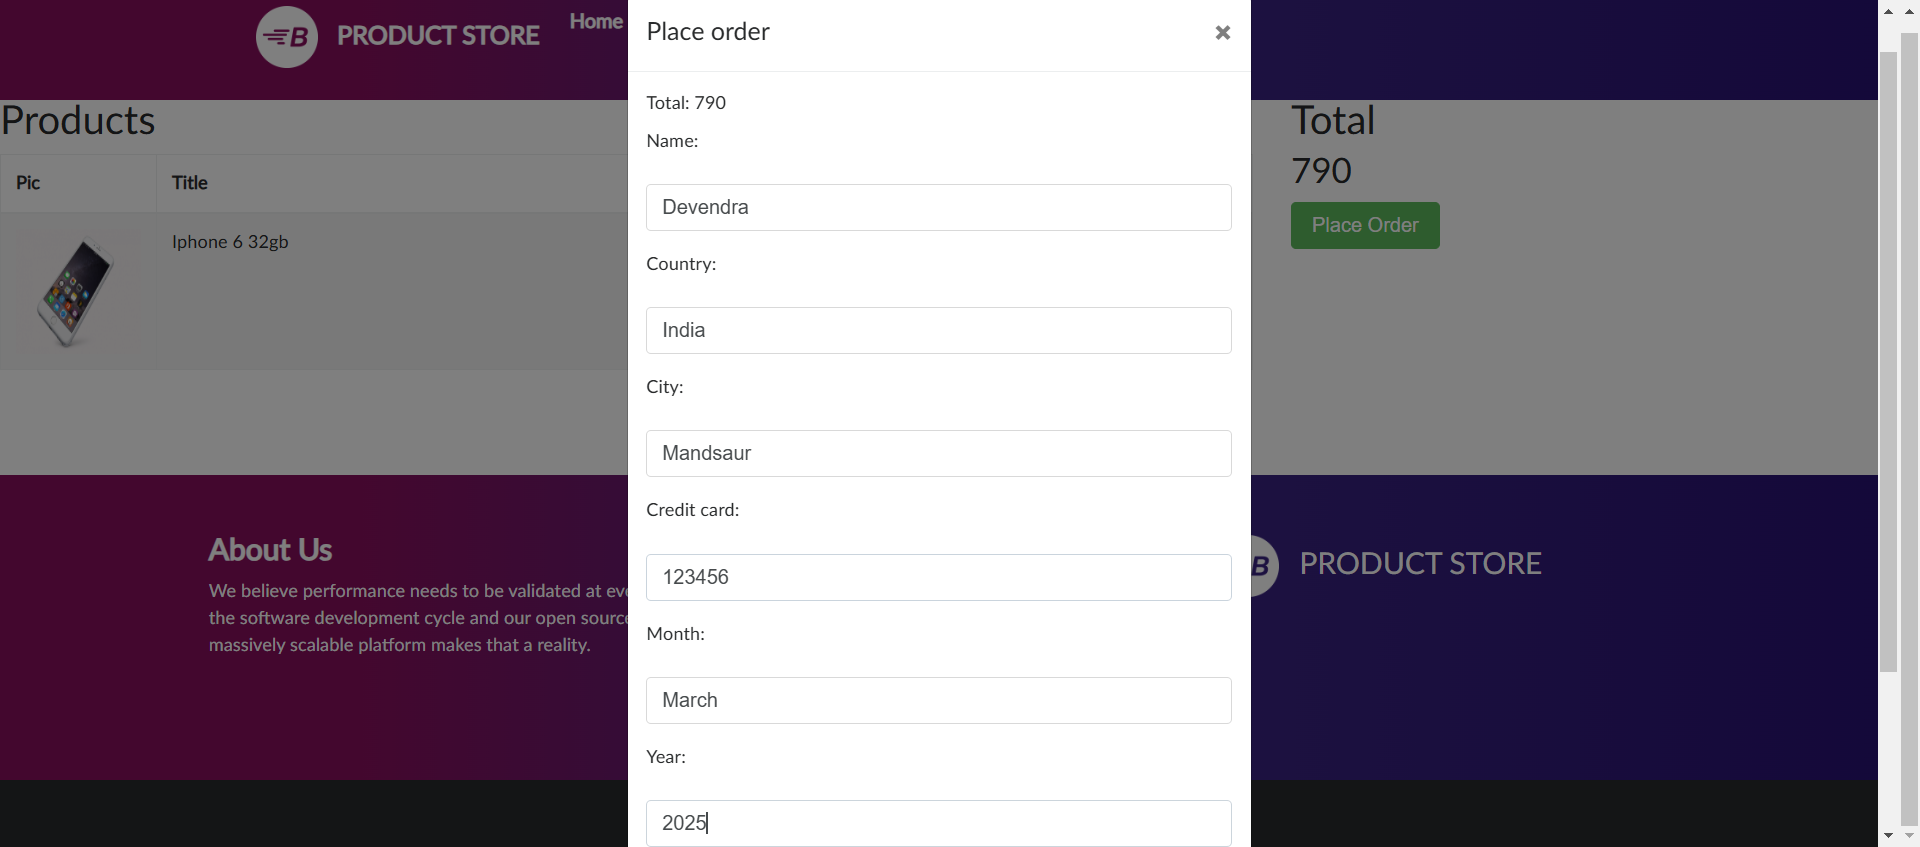 B PRODUCT STORE
Home
Place order
×
Products
Pic
Title
Iphone 6 32gb
Total: 790
Name:
Devendra
Country:
India
City:
Mandsaur
Credit card:
123456
Month:
March
Year:
2025
Total
790
Place Order
About Us
We believe performance needs to be validated at eve
the software development cycle and our open source
massively scalable platform makes that a reality.
B PRODUCT STORE